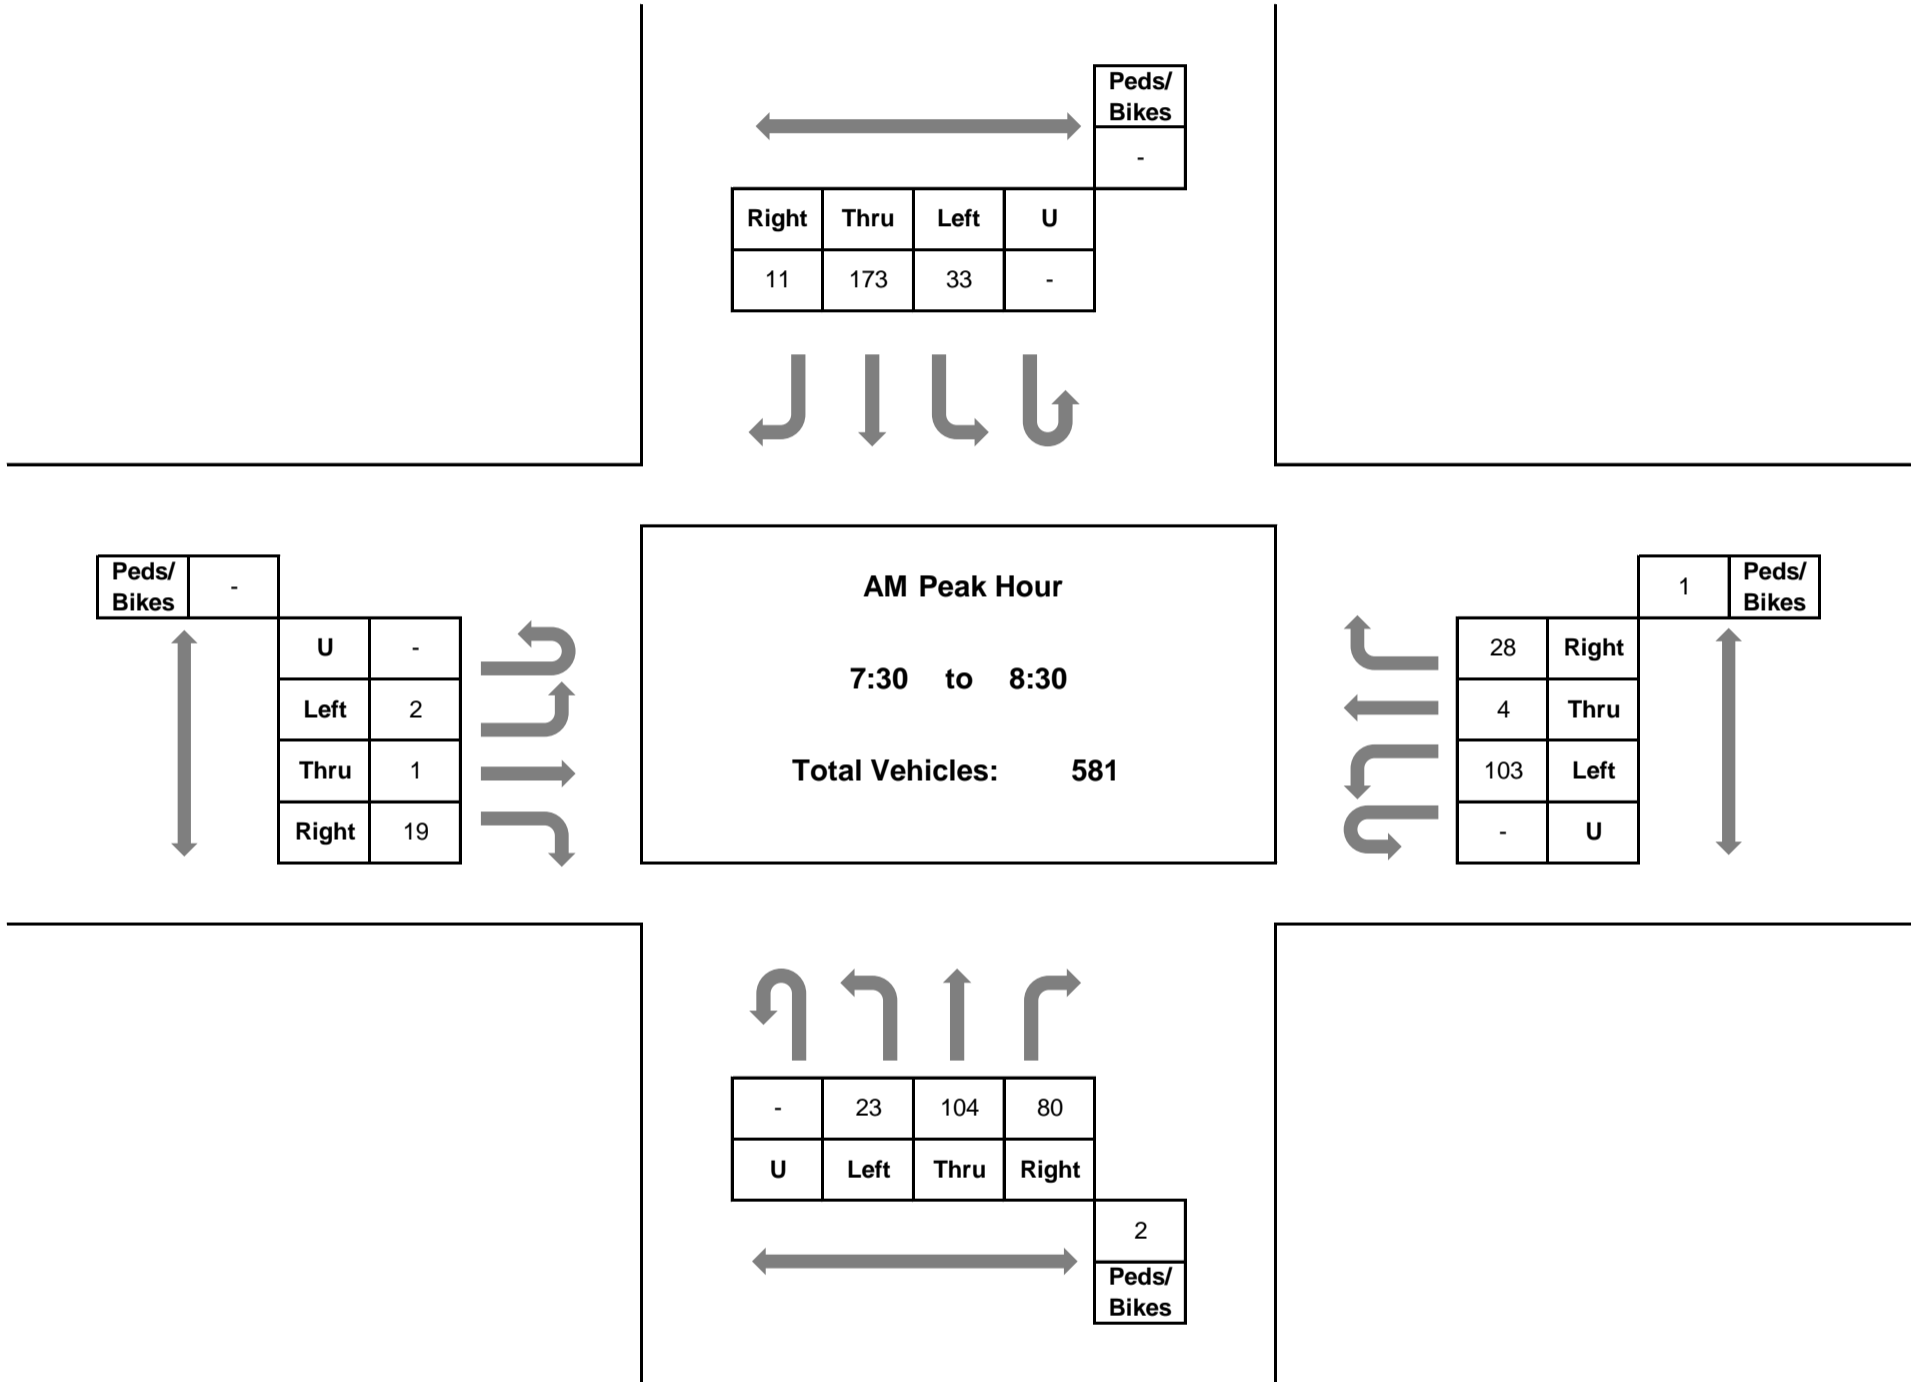 Peds/
Bikes
-
Right Thru Left U
11 173 33 -
Peds/
Bikes
-
U -
Left 2
Thru 1
Right 19
AM Peak Hour
7:30 to 8:30
Total Vehicles: 581
1
Peds/
Bikes
28 Right
4 Thru
103 Left
- U
- 23 104 80
U Left Thru Right
2
Peds/
Bikes